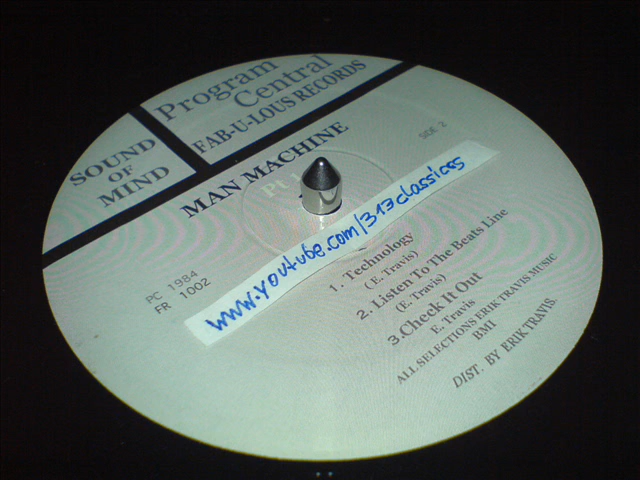 SOUND
OF
MIND
Program
Central
FAB-U-LOUS RECORDS
MAN MACHINE
SIDE 2
www.youtube.com/313classics
PC 1984
FR 1002
1. Technology
(E. Travis)
2. Listen To The Beats Line
(E. Travis)
3.Check It Out
E. Travis
ALL SELECTIONS ERIK TRAVIS MUSIC
BMI
DIST. BY ERIK TRAVIS